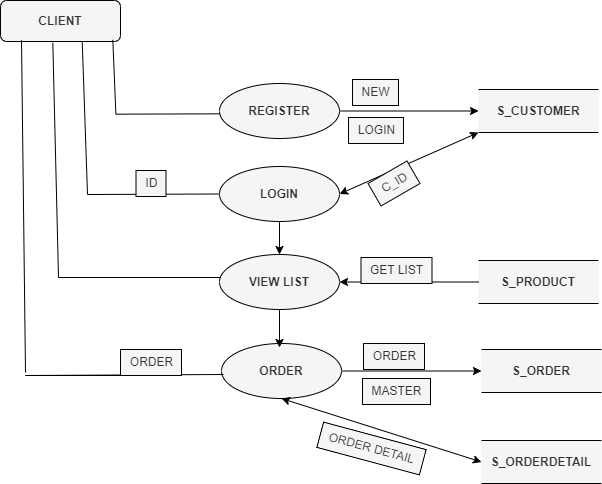 CLIENT
NEW
REGISTER
S_CUSTOMER
LOGIN
ID
C_ID
LOGIN
GET LIST
VIEW LIST
S_PRODUCT
ORDER
ORDER
ORDER
S_ORDER
MASTER
ORDER DETAIL
S_ORDERDETAIL